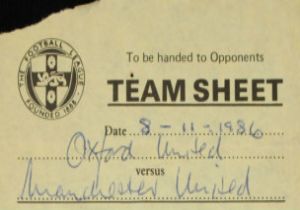 THE FOOTBALL LEAGUE
FOUNDED 1888
To be handed to Opponents
TEAM SHEET
Date 8-11-1986
Oxford United
versus
Manchester United